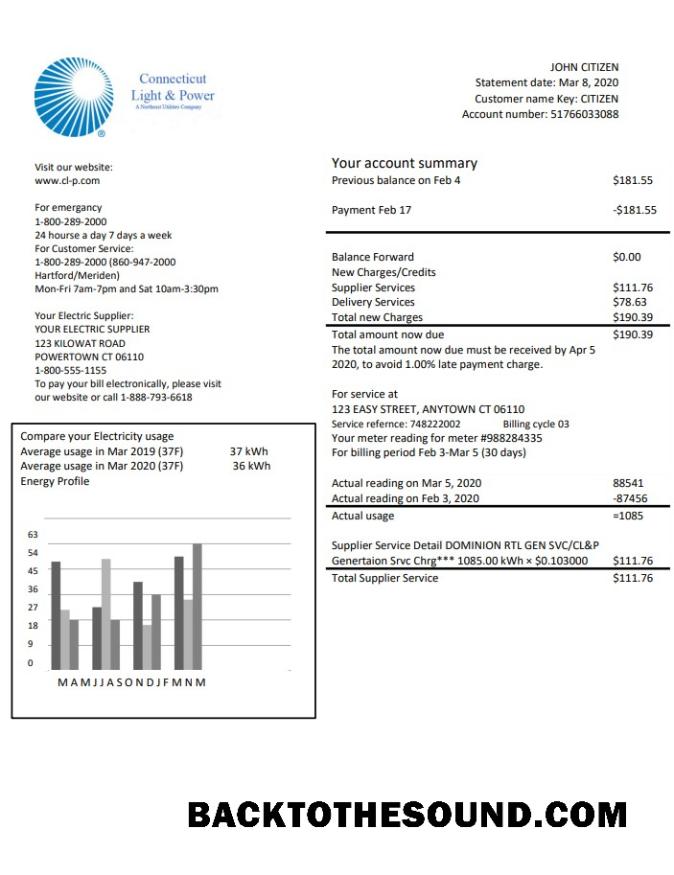 Connecticut
Light & Power
A Northeast Utilities Company
®
JOHN CITIZEN
Statement date: Mar 8, 2020
Customer name Key: CITIZEN
Account number: 51766033088
Visit our website:
www.cl-p.com
For emergancy
1-800-289-2000
24 hourse a day 7 days a week
For Customer Service:
1-800-289-2000 (860-947-2000
Hartford/Meriden)
Mon-Fri 7am-7pm and Sat 10am-3:30pm
Your Electric Supplier:
YOUR ELECTRIC SUPPLIER
123 KILOWAT ROAD
POWERTOWN CT 06110
1-800-555-1155
To pay your bill electronically, please visit
our website or call 1-888-793-6618
Compare your Electricity usage
Average usage in Mar 2019 (37F) 37 kWh
Average usage in Mar 2020 (37F) 36 kWh
Energy Profile
63
54
45
36
27
18
9
0
M A M J J A S O N D J F M N M
Your account summary
Previous balance on Feb 4 $181.55
Payment Feb 17 -$181.55
Balance Forward $0.00
New Charges/Credits
Supplier Services $111.76
Delivery Services $78.63
Total new Charges $190.39
Total amount now due $190.39
The total amount now due must be received by Apr 5
2020, to avoid 1.00% late payment charge.
For service at
123 EASY STREET, ANYTOWN CT 06110
Service refernce: 748222002 Billing cycle 03
Your meter reading for meter #988284335
For billing period Feb 3-Mar 5 (30 days)
Actual reading on Mar 5, 2020 88541
Actual reading on Feb 3, 2020 -87456
Actual usage =1085
Supplier Service Detail DOMINION RTL GEN SVC/CL&P
Genertaion Srvc Chrg*** 1085.00 kWh × $0.103000 $111.76
Total Supplier Service $111.76
BACKTOTHESOUND.COM